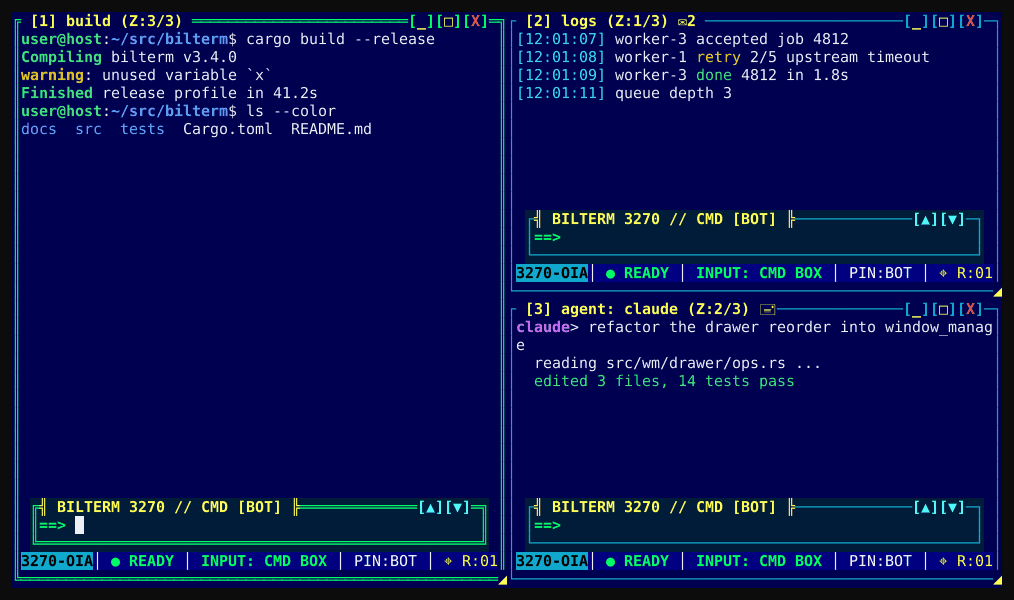 [1] build (Z:3/3) [_][□][X]
user@host:~/src/bilterm$ cargo build --release
Compiling bilterm v3.4.0
warning: unused variable `x`
Finished release profile in 41.2s
user@host:~/src/bilterm$ ls --color
docs  src  tests  Cargo.toml  README.md
BILTERM 3270 // CMD [BOT] [▲][▼]
==>
3270-OIA│ ● READY │ INPUT: CMD BOX │ PIN:BOT │ ⌖ R:01
[2] logs (Z:1/3) ✉2 [_][□][X]
[12:01:07] worker-3 accepted job 4812
[12:01:08] worker-1 retry 2/5 upstream timeout
[12:01:09] worker-3 done 4812 in 1.8s
[12:01:11] queue depth 3
BILTERM 3270 // CMD [BOT] [▲][▼]
==>
3270-OIA│ ● READY │ INPUT: CMD BOX │ PIN:BOT │ ⌖ R:01
[3] agent: claude (Z:2/3) 🖃 [_][□][X]
claude> refactor the drawer reorder into window_manag
e
reading src/wm/drawer/ops.rs ...
edited 3 files, 14 tests pass
BILTERM 3270 // CMD [BOT] [▲][▼]
==>
3270-OIA│ ● READY │ INPUT: CMD BOX │ PIN:BOT │ ⌖ R:01